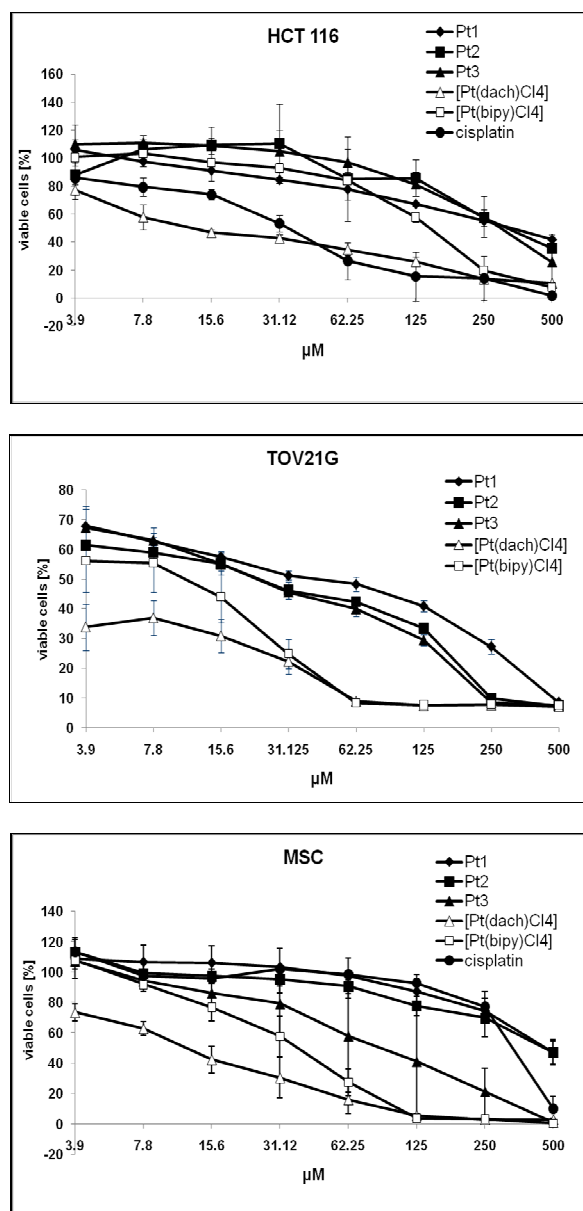 HCT 116
Pt1
Pt2
Pt3
[Pt(dach)Cl4]
[Pt(bipy)Cl4]
cisplatin
viable cells [%]
160
140
120
100
80
60
40
20
0
-20
3.9 7.8 15.6 31.12 62.25 125 250 500
µM
TOV21G
Pt1
Pt2
Pt3
[Pt(dach)Cl4]
[Pt(bipy)Cl4]
viable cells [%]
80
70
60
50
40
30
20
10
0
3.9 7.8 15.6 31.125 62.25 125 250 500
µM
MSC
Pt1
Pt2
Pt3
[Pt(dach)Cl4]
[Pt(bipy)Cl4]
cisplatin
viable cells [%]
140
120
100
80
60
40
20
0
-20
3.9 7.8 15.6 31.12 62.25 125 250 500
µM